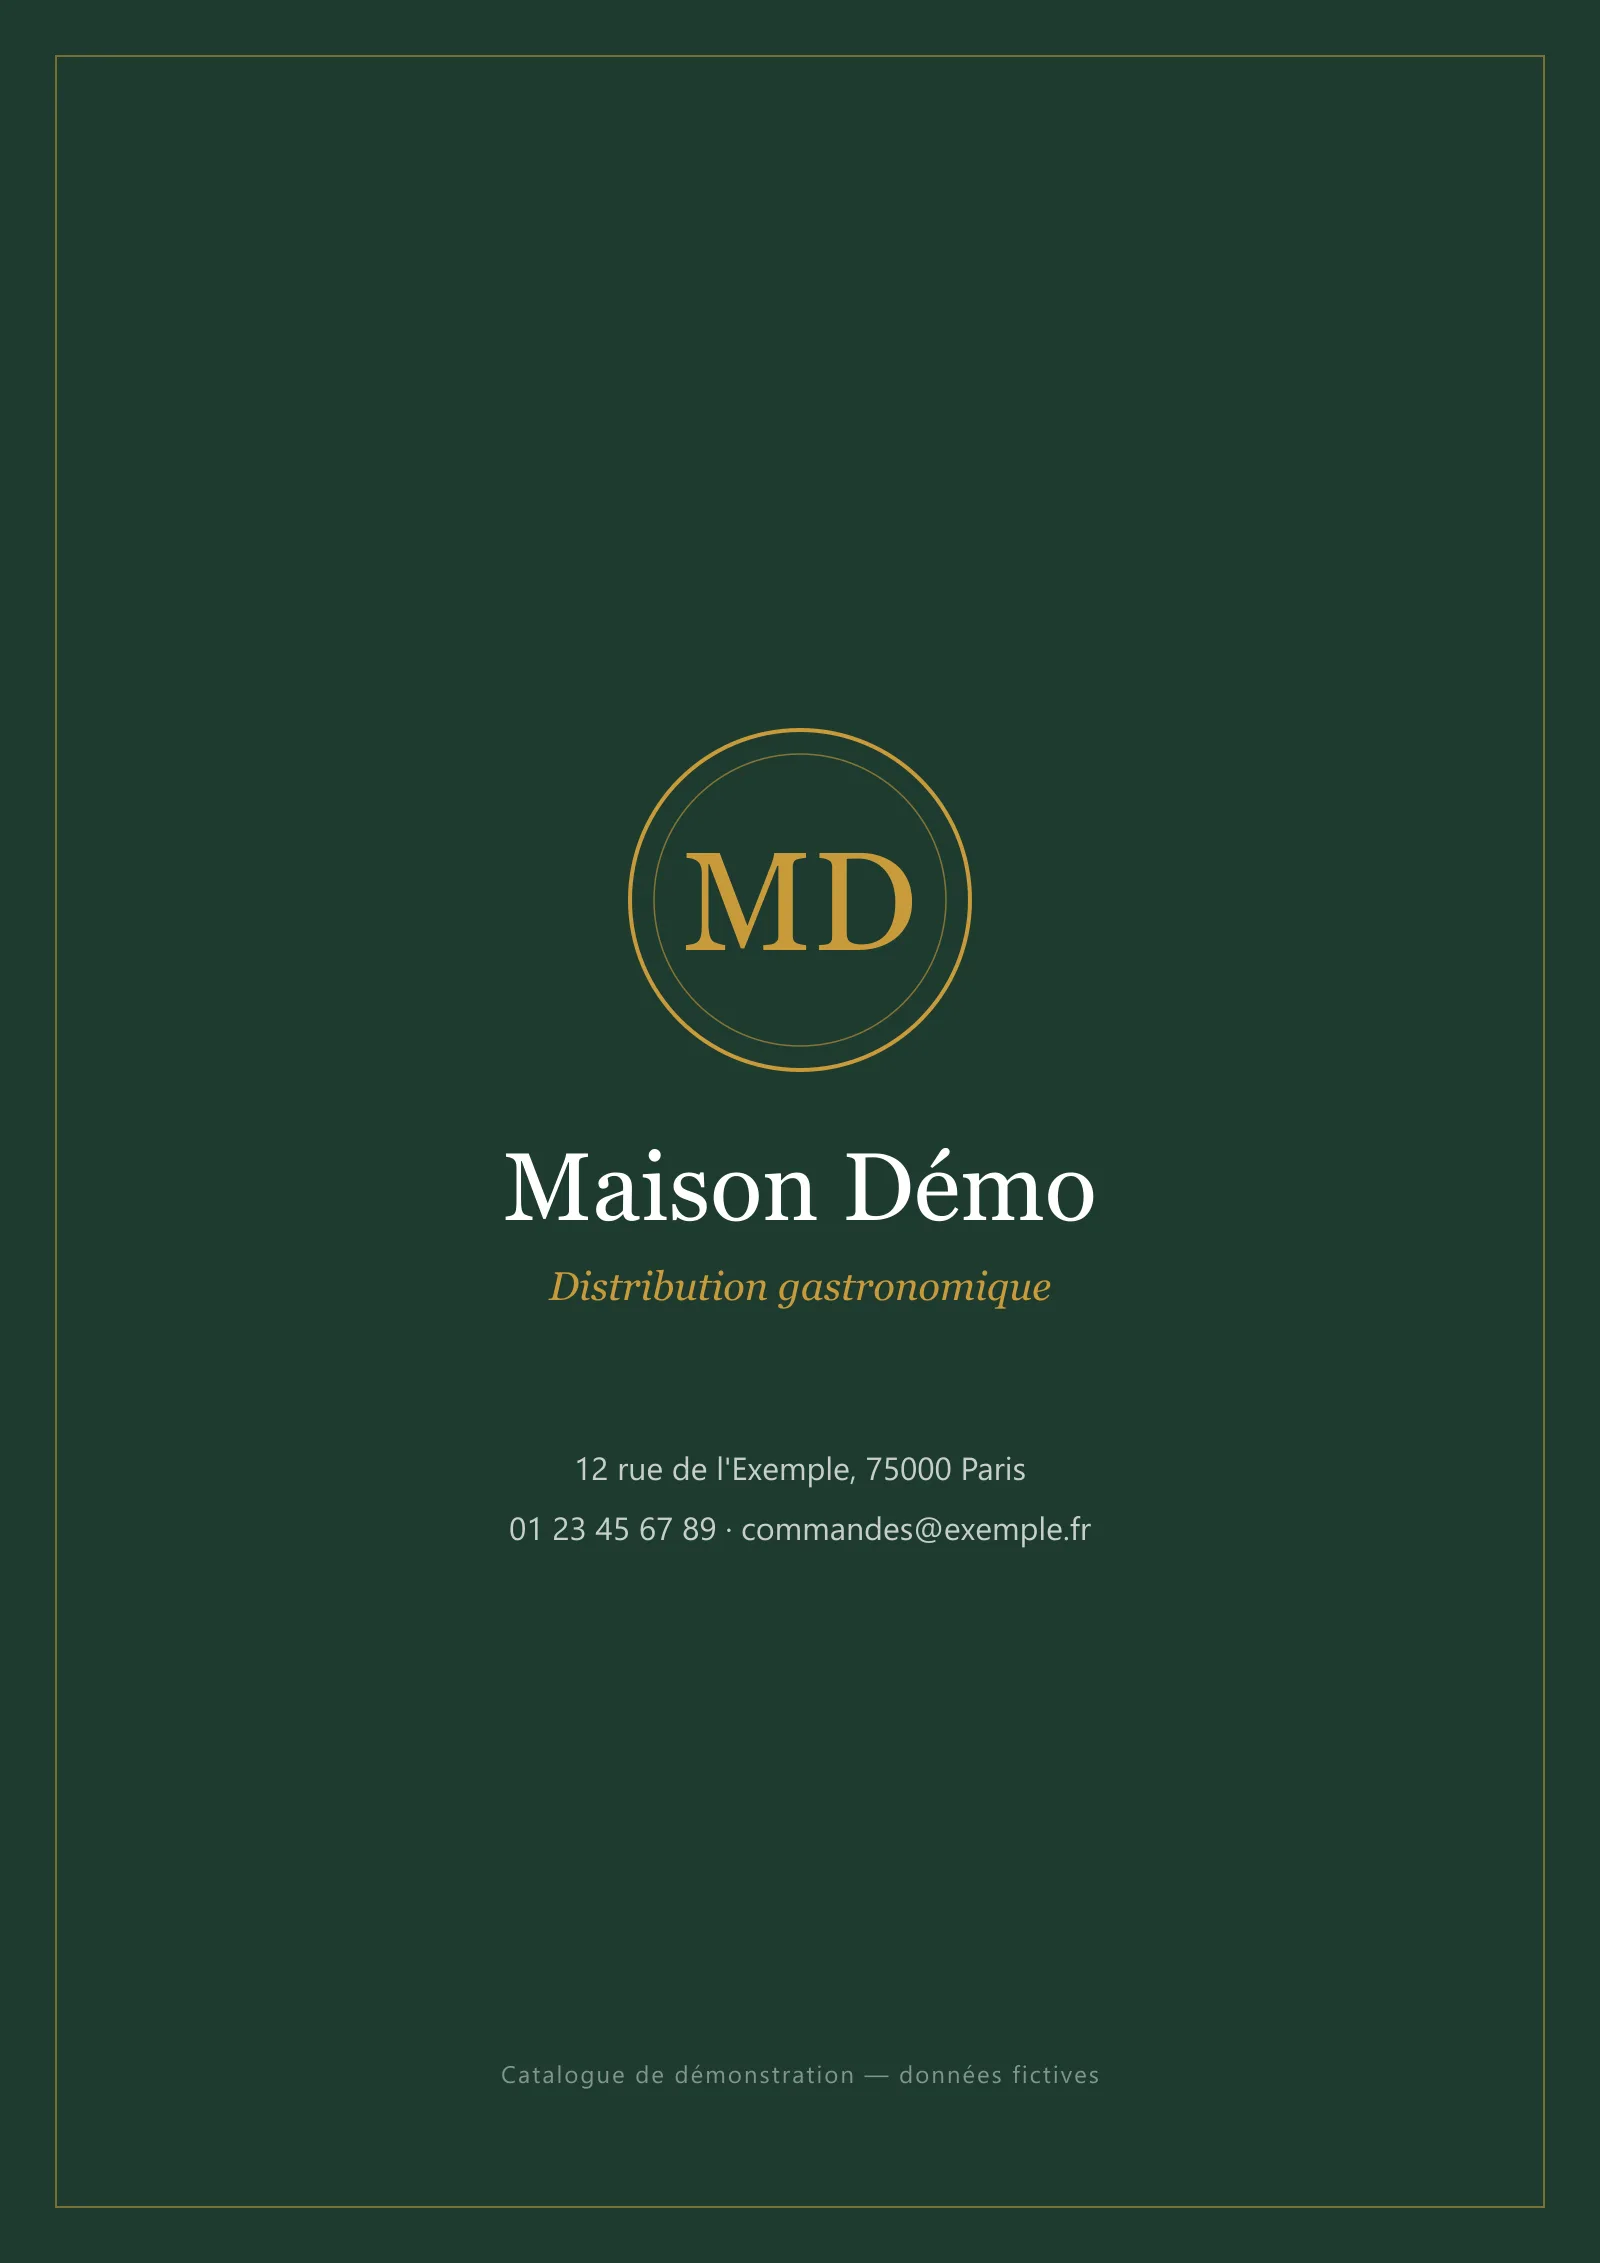 MD
Maison Démo
Distribution gastronomique
12 rue de l'Exemple, 75000 Paris
01 23 45 67 89 · commandes@exemple.fr
Catalogue de démonstration — données fictives